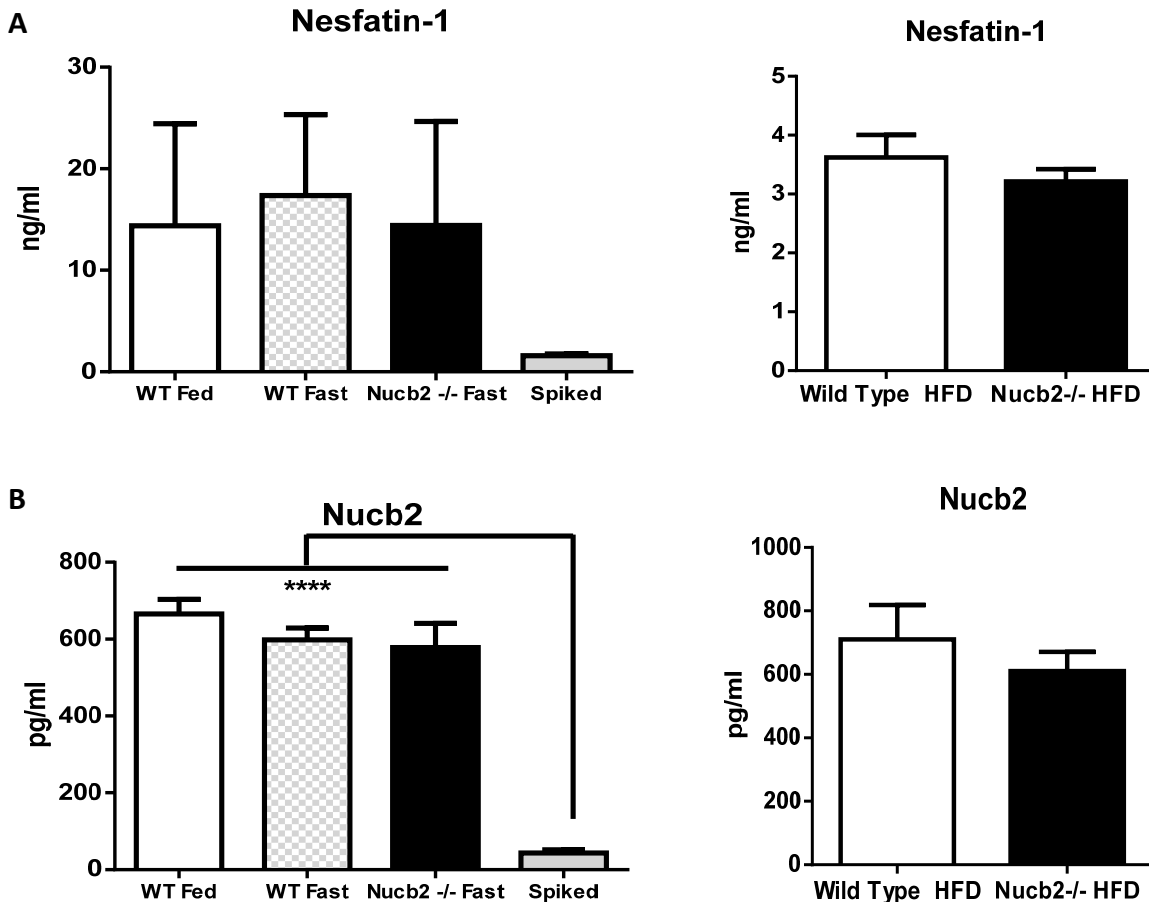 A
Nesfatin-1
30
20
10
0
ng/ml
WT Fed
WT Fast
Nucb2 -/- Fast
Spiked
Nesfatin-1
5
4
3
2
1
0
ng/ml
Wild Type HFD
Nucb2-/- HFD
B
Nucb2
800
600
400
200
0
pg/ml
****
WT Fed
WT Fast
Nucb2 -/- Fast
Spiked
Nucb2
1000
800
600
400
200
0
pg/ml
Wild Type HFD
Nucb2-/- HFD